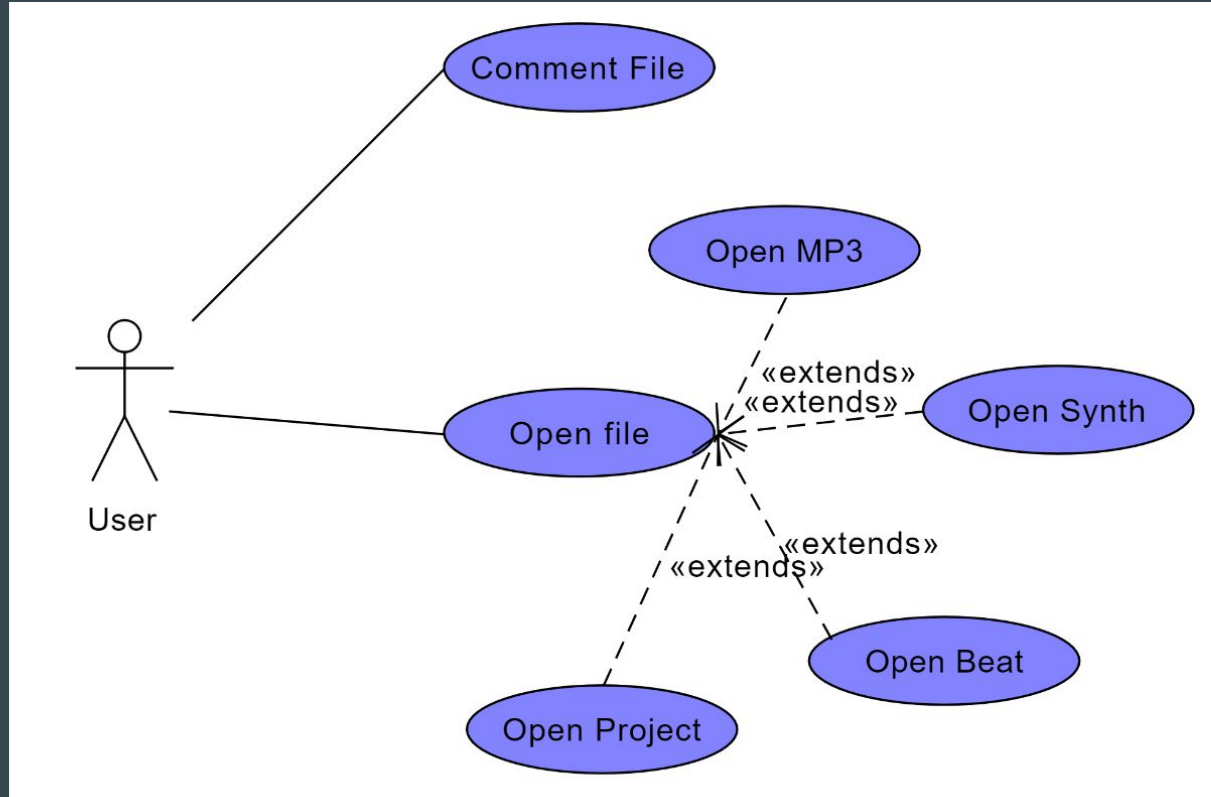 Comment File
Open MP3
«extends»
«extends»
Open Synth
Open file
User
«extends»
«extends»
Open Beat
Open Project